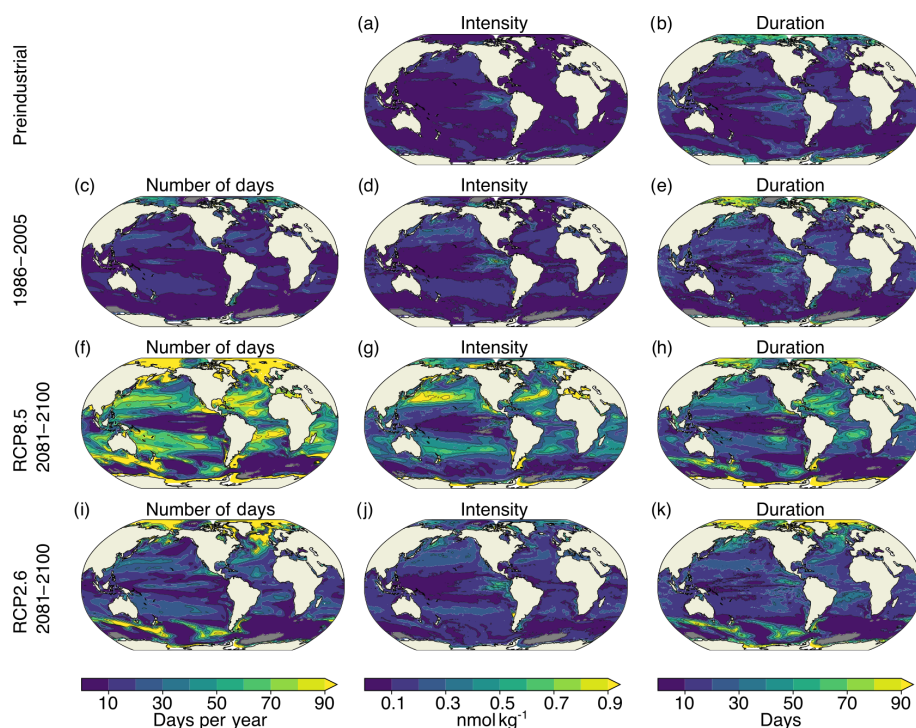 (a) Intensity
(b) Duration
Preindustrial
(c) Number of days
(d) Intensity
(e) Duration
1986–2005
(f) Number of days
(g) Intensity
(h) Duration
RCP8.5
2081–2100
(i) Number of days
(j) Intensity
(k) Duration
RCP2.6
2081–2100
10 30 50 70 90
Days per year
0.1 0.3 0.5 0.7 0.9
nmol kg⁻¹
10 30 50 70 90
Days